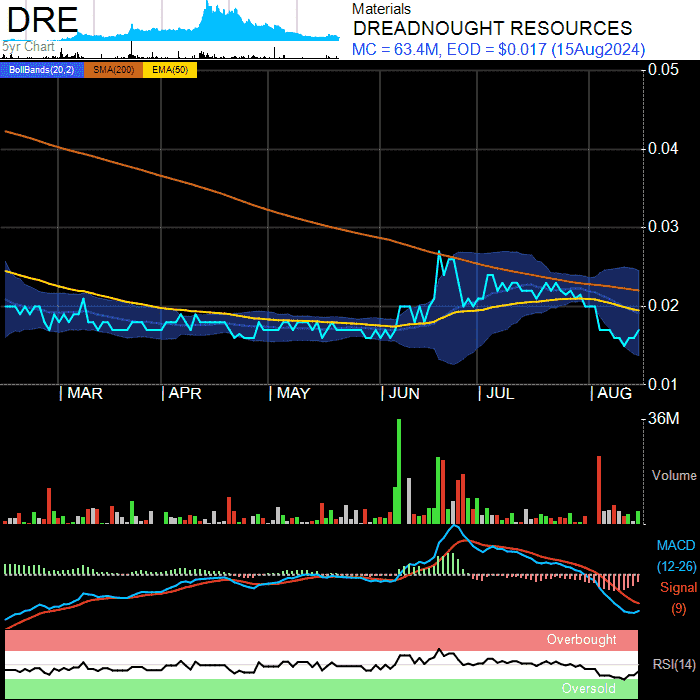 DRE
5yr Chart
Materials
DREADNOUGHT RESOURCES
MC = 63.4M, EOD = $0.017 (15Aug2024)
BollBands(20,2) SMA(200) EMA(50)
0.05
0.04
0.03
0.02
0.01
MAR APR MAY JUN JUL AUG
36M
Volume
MACD
(12-26)
Signal
(9)
Overbought
RSI(14)
Oversold